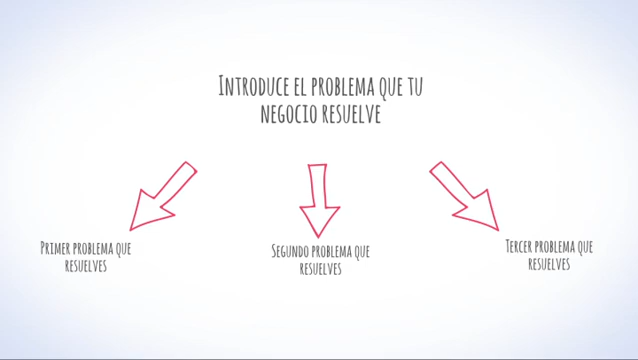 Introduce el problema que tu
negocio resuelve
Primer problema que
resuelves
Segundo problema que
resuelves
Tercer problema que
resuelves